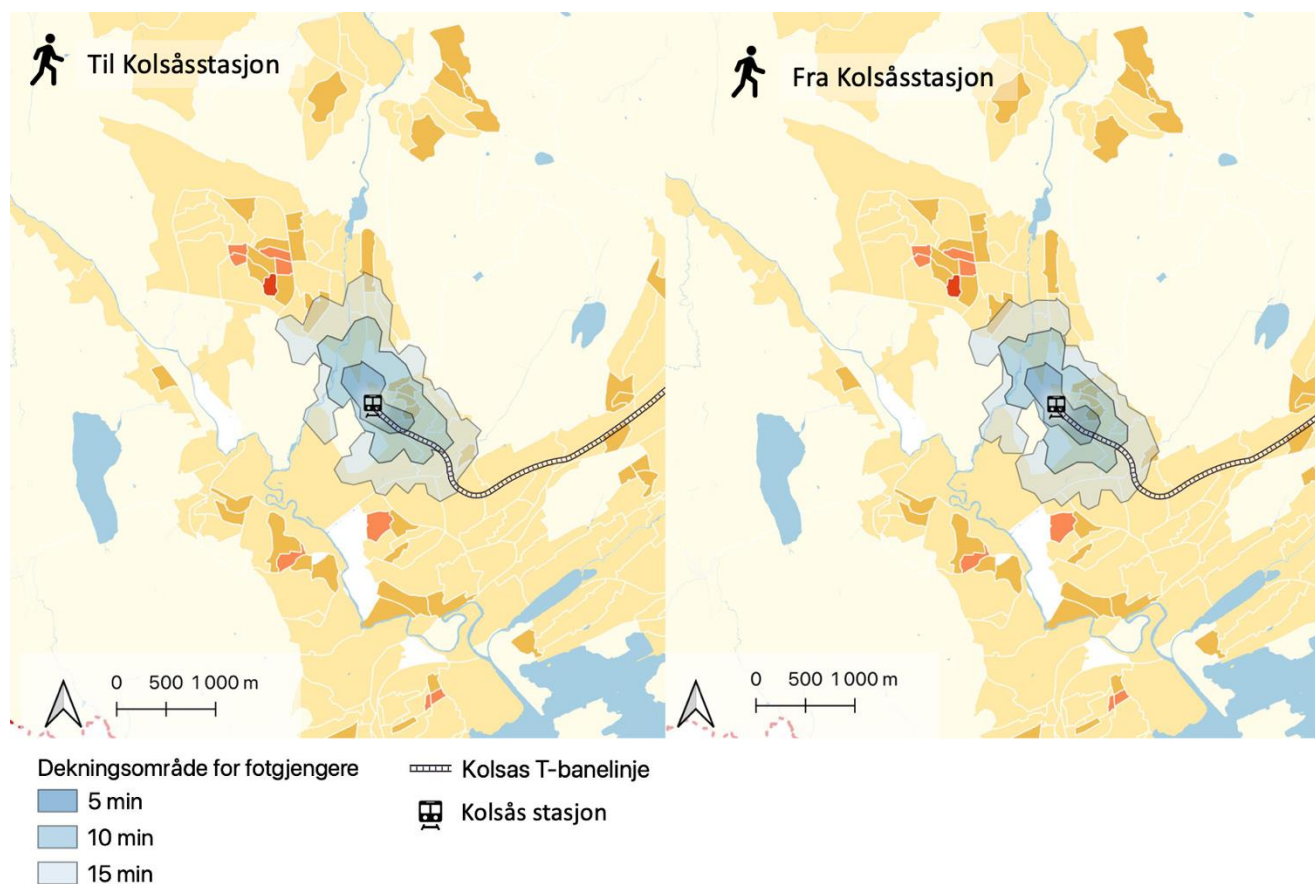 Til Kolsåsstasjon
Fra Kolsåsstasjon
0 500 1 000 m
0 500 1 000 m
Dekningsområde for fotgjengere
5 min
10 min
15 min
Kolsas T-banelinje
Kolsås stasjon